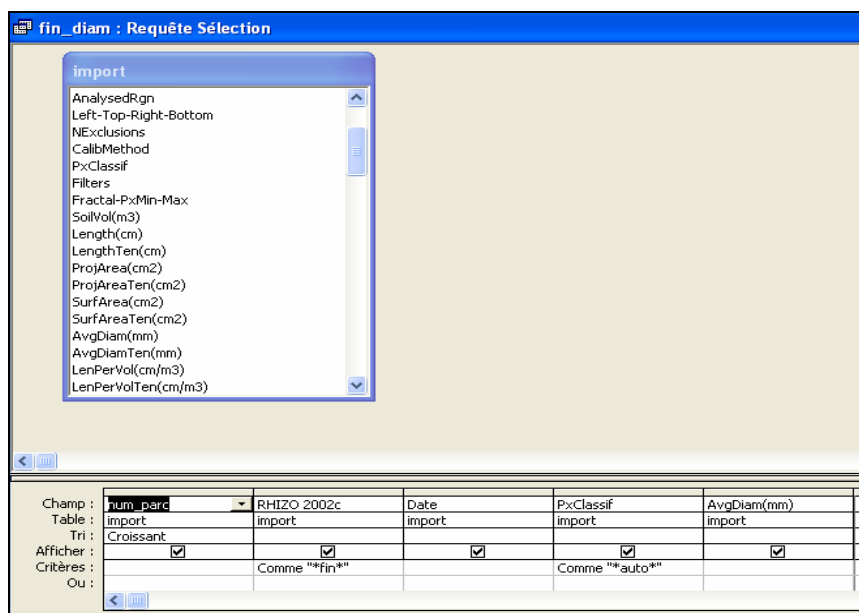 fin_diam : Requête Sélection
import
AnalysedRgn
Left-Top-Right-Bottom
NExclusions
CalibMethod
PxClassif
Filters
Fractal-PxMin-Max
SoilVol(m3)
Length(cm)
LengthTen(cm)
ProjArea(cm2)
ProjAreaTen(cm2)
SurfArea(cm2)
SurfAreaTen(cm2)
AvgDiam(mm)
AvgDiamTen(mm)
LenPerVol(cm/m3)
LenPerVolTen(cm/m3)
Champ : num_parc RHIZO 2002c Date PxClassif AvgDiam(mm)
Table : import import import import import
Tri : Croissant
Afficher :
Critères : Comme "*fin*" Comme "*auto*"
Ou :